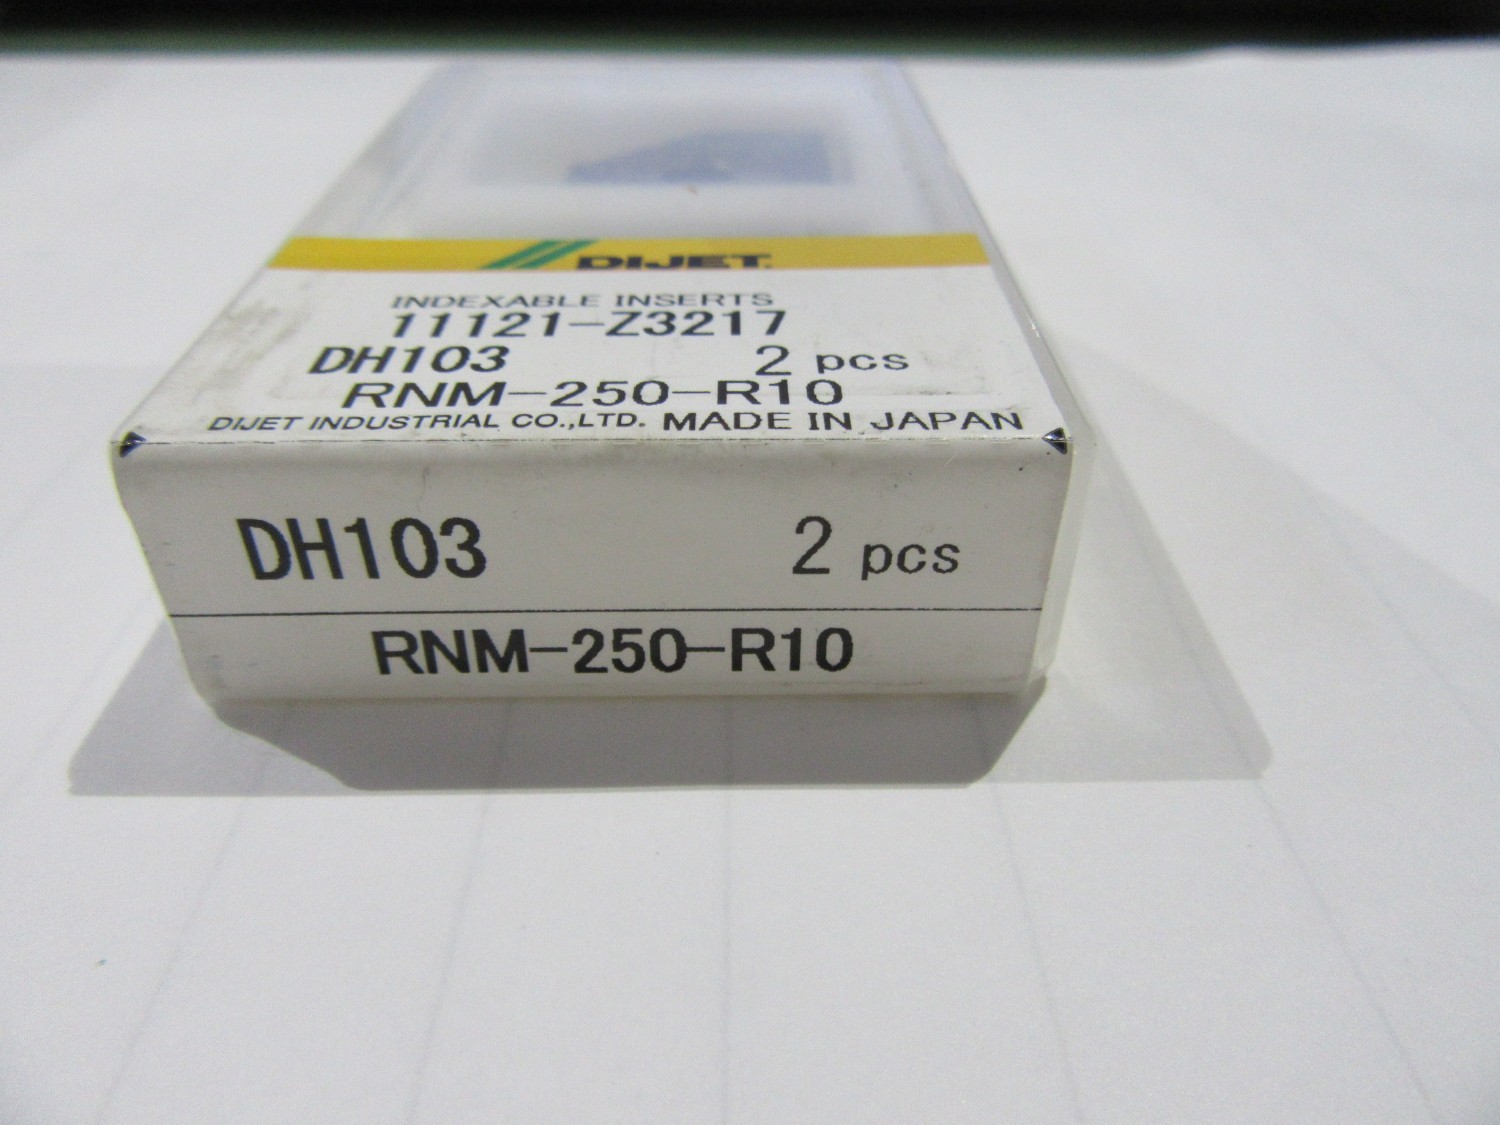 DIJET
INDEXABLE INSERTS
11121-Z3217
DH103 2 pcs
RNM-250-R10
DIJET INDUSTRIAL CO.,LTD. MADE IN JAPAN
DH103 2 pcs
RNM-250-R10